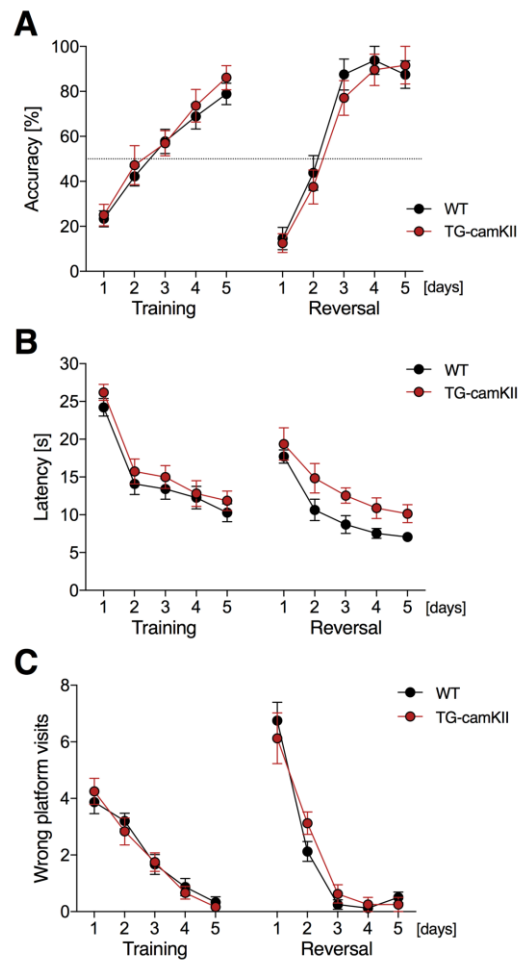 A
Accuracy [%]
100
80
60
40
20
0
WT
TG-camKII
1 2 3 4 5 1 2 3 4 5 [days]
Training Reversal
B
Latency [s]
30
25
20
15
10
5
0
WT
TG-camKII
1 2 3 4 5 1 2 3 4 5 [days]
Training Reversal
C
Wrong platform visits
8
6
4
2
0
WT
TG-camKII
1 2 3 4 5 1 2 3 4 5 [days]
Training Reversal